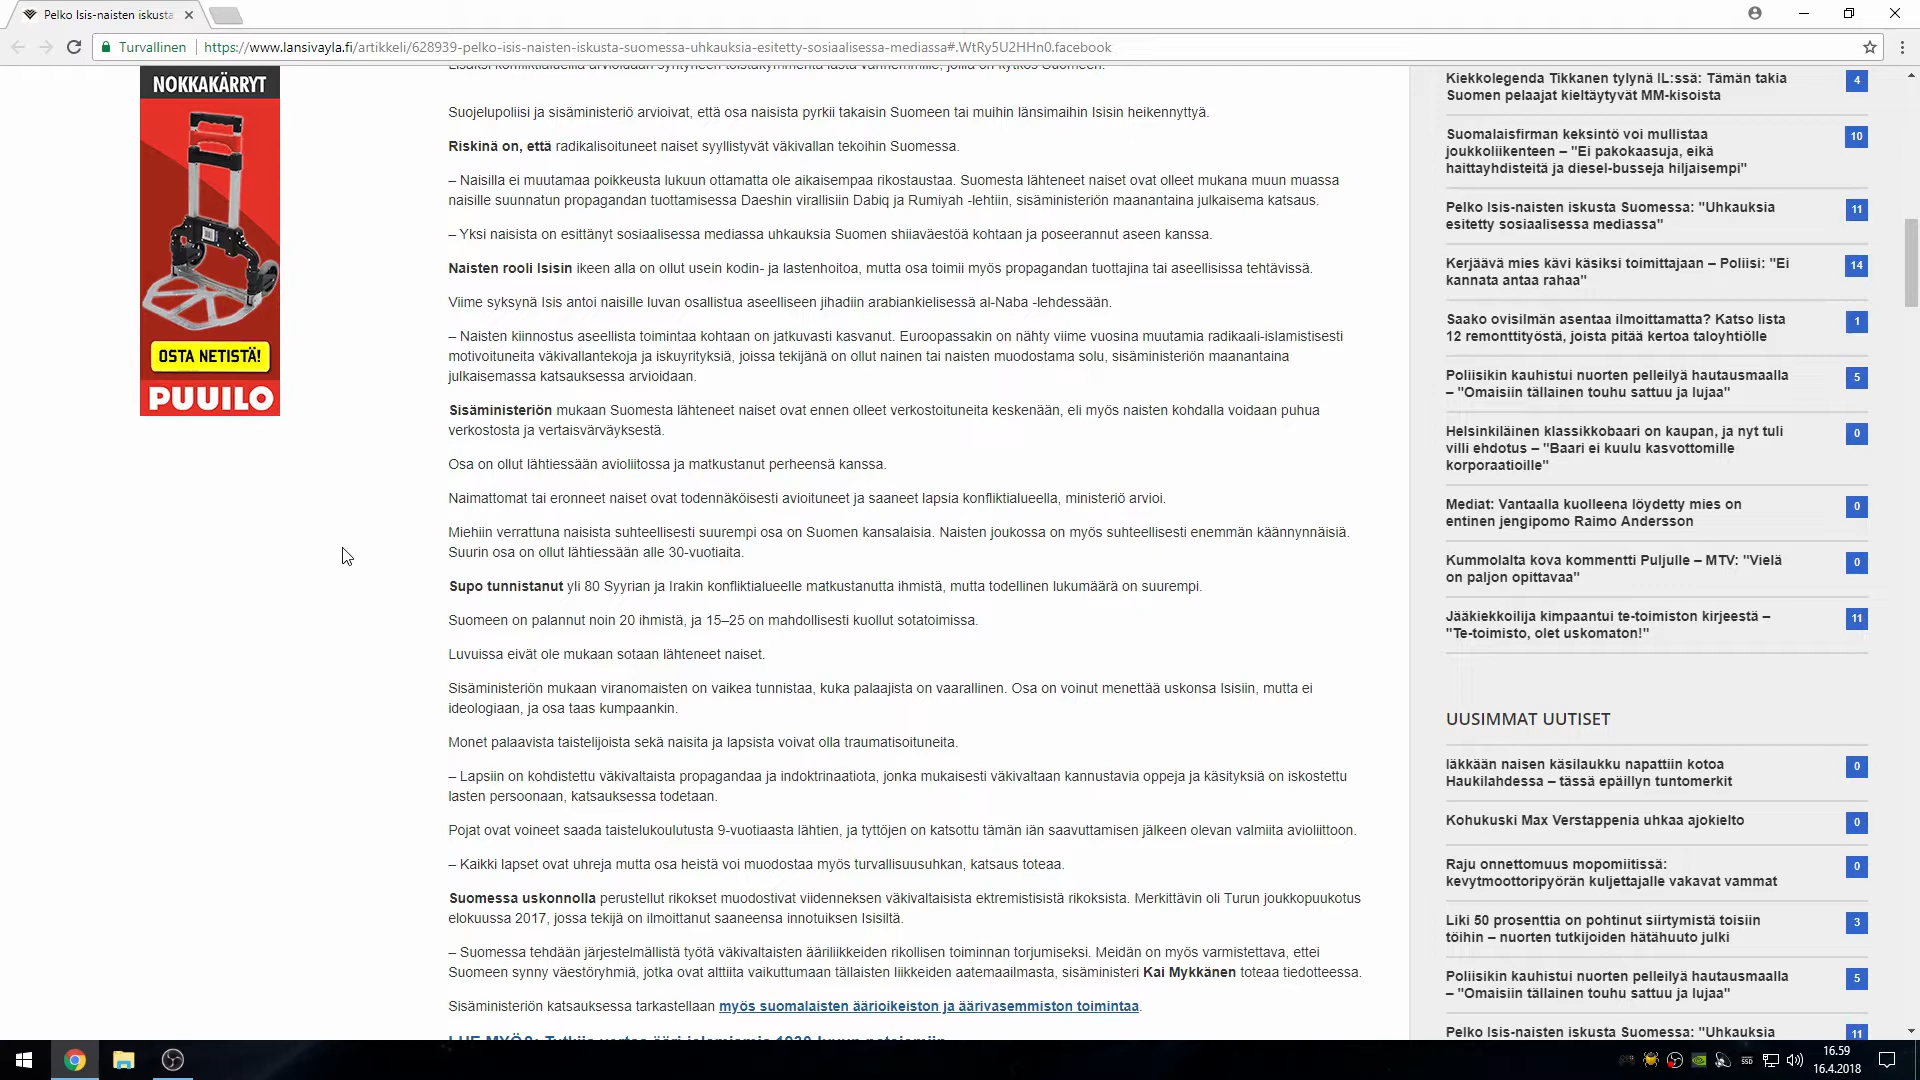 Pelko Isis-naisten iskusta
Turvallinen
https://www.lansivayla.fi/artikkeli/628939-pelko-isis-naisten-iskusta-suomessa-uhkauksia-esitetty-sosiaalisessa-mediassa#.WtRy5U2HHn0.facebook
NOKKAKÄRRYT
OSTA NETISTÄ!
PUUILO
Lisäksi konfliktialueilla arvioidaan syntyneen toistakymmentä lasta vanhemmille, joilla on kytkös Suomeen.
Suojelupoliisi ja sisäministeriö arvioivat, että osa naisista pyrkii takaisin Suomeen tai muihin länsimaihin Isisin heikennyttyä.
Riskinä on, että radikalisoituneet naiset syyllistyvät väkivallan tekoihin Suomessa.
– Naisilla ei muutamaa poikkeusta lukuun ottamatta ole aikaisempaa rikostaustaa. Suomesta lähteneet naiset ovat olleet mukana muun muassa
naisille suunnatun propagandan tuottamisessa Daeshin virallisiin Dabiq ja Rumiyah -lehtiin, sisäministeriön maanantaina julkaisema katsaus.
– Yksi naisista on esittänyt sosiaalisessa mediassa uhkauksia Suomen shiiaväestöä kohtaan ja poseerannut aseen kanssa.
Naisten rooli Isisin ikeen alla on ollut usein kodin- ja lastenhoitoa, mutta osa toimii myös propagandan tuottajina tai aseellisissa tehtävissä.
Viime syksynä Isis antoi naisille luvan osallistua aseelliseen jihadiin arabiankielisessä al-Naba -lehdessään.
– Naisten kiinnostus aseellista toimintaa kohtaan on jatkuvasti kasvanut. Euroopassakin on nähty viime vuosina muutamia radikaali-islamistisesti
motivoituneita väkivallantekoja ja iskuyrityksiä, joissa tekijänä on ollut nainen tai naisten muodostama solu, sisäministeriön maanantaina
julkaisemassa katsauksessa arvioidaan.
Sisäministeriön mukaan Suomesta lähteneet naiset ovat ennen olleet verkostoituneita keskenään, eli myös naisten kohdalla voidaan puhua
verkostosta ja vertaisvärväyksestä.
Osa on ollut lähtiessään avioliitossa ja matkustanut perheensä kanssa.
Naimattomat tai eronneet naiset ovat todennäköisesti avioituneet ja saaneet lapsia konfliktialueella, ministeriö arvioi.
Miehiin verrattuna naisista suhteellisesti suurempi osa on Suomen kansalaisia. Naisten joukossa on myös suhteellisesti enemmän käännynnäisiä.
Suurin osa on ollut lähtiessään alle 30-vuotiaita.
Supo tunnistanut yli 80 Syyrian ja Irakin konfliktialueelle matkustanutta ihmistä, mutta todellinen lukumäärä on suurempi.
Suomeen on palannut noin 20 ihmistä, ja 15–25 on mahdollisesti kuollut sotatoimissa.
Luvuissa eivät ole mukaan sotaan lähteneet naiset.
Sisäministeriön mukaan viranomaisten on vaikea tunnistaa, kuka palaajista on vaarallinen. Osa on voinut menettää uskonsa Isisiin, mutta ei
ideologiaan, ja osa taas kumpaankin.
Monet palaavista taistelijoista sekä naisita ja lapsista voivat olla traumatisoituneita.
– Lapsiin on kohdistettu väkivaltaista propagandaa ja indoktrinaatiota, jonka mukaisesti väkivaltaan kannustavia oppeja ja käsityksiä on iskostettu
lasten persoonaan, katsauksessa todetaan.
Pojat ovat voineet saada taistelukoulutusta 9-vuotiaasta lähtien, ja tyttöjen on katsottu tämän iän saavuttamisen jälkeen olevan valmiita avioliittoon.
– Kaikki lapset ovat uhreja mutta osa heistä voi muodostaa myös turvallisuusuhkan, katsaus toteaa.
Suomessa uskonnolla perustellut rikokset muodostivat viidenneksen väkivaltaisista ektremistisistä rikoksista. Merkittävin oli Turun joukkopuukotus
elokuussa 2017, jossa tekijä on ilmoittanut saaneensa innotuiksen Isisiltä.
– Suomessa tehdään järjestelmällistä työtä väkivaltaisten ääriliikkeiden rikollisen toiminnan torjumiseksi. Meidän on myös varmistettava, ettei
Suomeen synny väestöryhmiä, jotka ovat alttiita vaikuttumaan tällaisten liikkeiden aatemaailmasta, sisäministeri Kai Mykkänen toteaa tiedotteessa.
Sisäministeriön katsauksessa tarkastellaan myös suomalaisten äärioikeiston ja äärivasemmiston toimintaa.
LUE MYÖS: Tutkija vertaa ääri-islamismia 1930-luvun natsismiin
Kiekkolegenda Tikkanen tylynä IL:ssä: Tämän takia 4
Suomen pelaajat kieltäytyvät MM-kisoista
Suomalaisfirman keksintö voi mullistaa 10
joukkoliikenteen – "Ei pakokaasuja, eikä
haittayhdisteitä ja diesel-busseja hiljaisempi"
Pelko Isis-naisten iskusta Suomessa: "Uhkauksia 11
esitetty sosiaalisessa mediassa"
Kerjäävä mies kävi käsiksi toimittajaan – Poliisi: "Ei 14
kannata antaa rahaa"
Saako ovisilmän asentaa ilmoittamatta? Katso lista 1
12 remonttityöstä, joista pitää kertoa taloyhtiölle
Poliisikin kauhistui nuorten pelleilyä hautausmaalla 5
– "Omaisiin tällainen touhu sattuu ja lujaa"
Helsinkiläinen klassikkobaari on kaupan, ja nyt tuli 0
villi ehdotus – "Baari ei kuulu kasvottomille
korporaatioille"
Mediat: Vantaalla kuolleena löydetty mies on 0
entinen jengipomo Raimo Andersson
Kummolalta kova kommentti Puljulle – MTV: "Vielä 0
on paljon opittavaa"
Jääkiekkoilija kimpaantui te-toimiston kirjeestä – 11
"Te-toimisto, olet uskomaton!"
UUSIMMAT UUTISET
Iäkkään naisen käsilaukku napattiin kotoa 0
Haukilahdessa – tässä epäillyn tuntomerkit
Kohukuski Max Verstappenia uhkaa ajokielto 0
Raju onnettomuus mopomiitissä: 0
kevytmoottoripyörän kuljettajalle vakavat vammat
Liki 50 prosenttia on pohtinut siirtymistä toisiin 3
töihin – nuorten tutkijoiden hätähuuto julki
Poliisikin kauhistui nuorten pelleilyä hautausmaalla 5
– "Omaisiin tällainen touhu sattuu ja lujaa"
Pelko Isis-naisten iskusta Suomessa: "Uhkauksia 11
SSD
16.59
16.4.2018